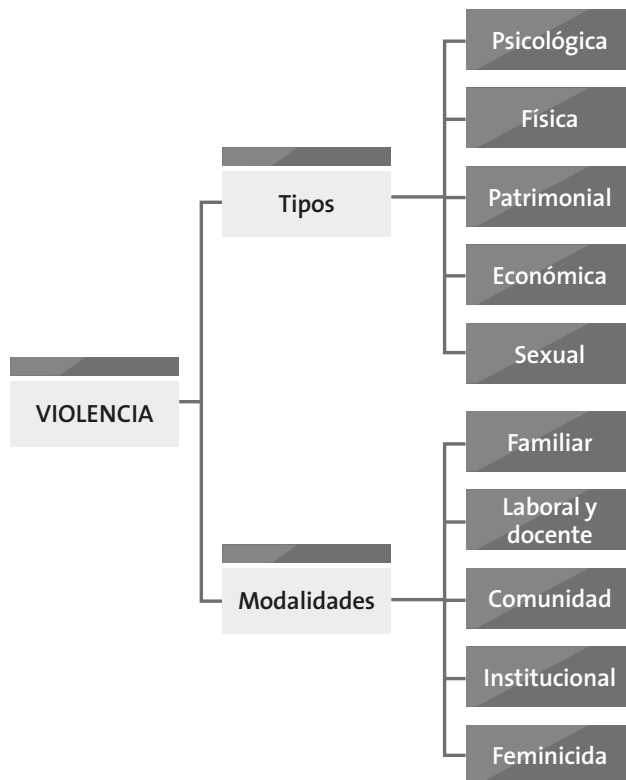 VIOLENCIA
Tipos
Psicológica
Física
Patrimonial
Económica
Sexual
Modalidades
Familiar
Laboral y
docente
Comunidad
Institucional
Feminicida